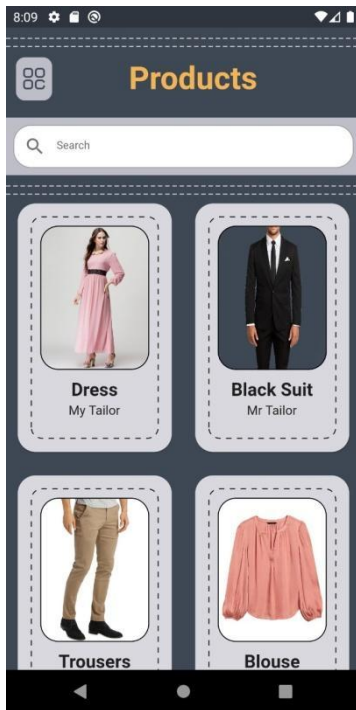 8:09
Products
Search
Dress
My Tailor
Black Suit
Mr Tailor
Trousers
Blouse